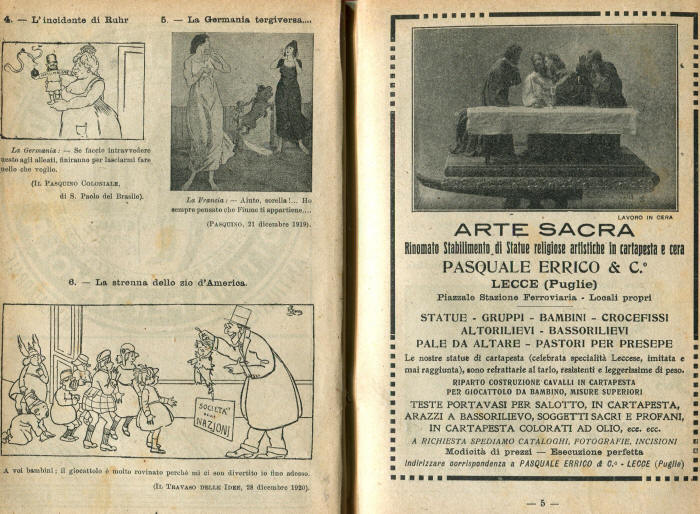 4. — L'incidente di Ruhr
La Germania: — Se faccio intravvedere
questo agli alleati, finiranno per lasciarmi fare
quello che voglio.
(IL PASQUINO COLONIALE,
di S. Paolo del Brasile).
5. — La Germania tergiversa....
La Francia: — Aiuto, sorella!... Ho
sempre pensato che Fiume ti appartiene....
(PASQUINO, 21 dicembre 1919).
6. — La strenna dello zio d'America.
SOCIETÀ
NAZIONI
A voi bambini; il giocattolo è molto rovinato perchè mi ci son divertito io fino adesso.
(IL TRAVASO DELLE IDEE, 28 dicembre 1920).
LAVORO IN CERA
ARTE SACRA
Rinomato Stabilimento di Statue religiose artistiche in cartapesta e cera
PASQUALE ERRICO & C.º
LECCE (Puglie)
Piazzale Stazione Ferroviaria - Locali propri
STATUE - GRUPPI - BAMBINI - CROCEFISSI
ALTORILIEVI - BASSORILIEVI
PALE DA ALTARE - PASTORI PER PRESEPE
Le nostre statue di cartapesta (celebrata specialità Leccese, imitata e
mai raggiunta), sono refrattarie al tarlo, resistenti e leggerissime di peso.
RIPARTO COSTRUZIONE CAVALLI IN CARTAPESTA
PER GIOCATTOLO DA BAMBINO, MISURE SUPERIORI
TESTE PORTAVASI PER SALOTTO, IN CARTAPESTA,
ARAZZI A BASSORILIEVO, SOGGETTI SACRI E PROFANI,
IN CARTAPESTA COLORATI AD OLIO, ecc. ecc.
A RICHIESTA SPEDIAMO CATALOGHI, FOTOGRAFIE, INCISIONI
Modicità di prezzi — Esecuzione perfetta
Indirizzare corrispondenza a PASQUALE ERRICO & C.º - LECCE (Puglie)
— 5 —